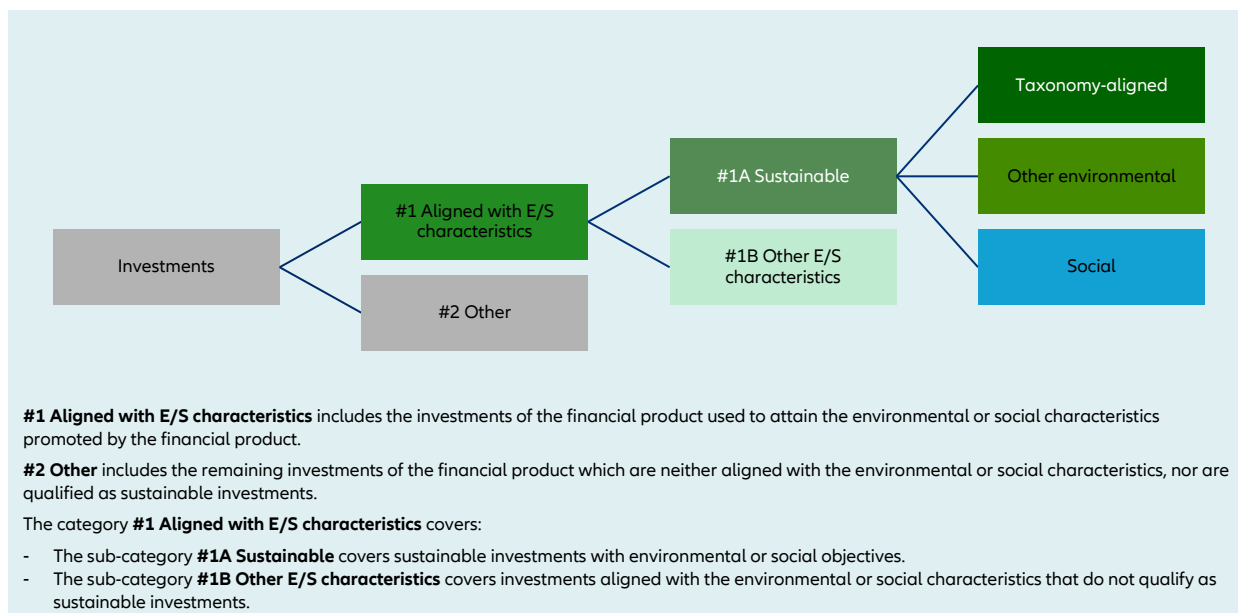 Taxonomy-aligned
#1A Sustainable
Other environmental
#1 Aligned with E/S
characteristics
#1B Other E/S
characteristics
Social
Investments
#2 Other
#1 Aligned with E/S characteristics includes the investments of the financial product used to attain the environmental or social characteristics
promoted by the financial product.
#2 Other includes the remaining investments of the financial product which are neither aligned with the environmental or social characteristics, nor are
qualified as sustainable investments.
The category #1 Aligned with E/S characteristics covers:
- The sub-category #1A Sustainable covers sustainable investments with environmental or social objectives.
- The sub-category #1B Other E/S characteristics covers investments aligned with the environmental or social characteristics that do not qualify as
sustainable investments.